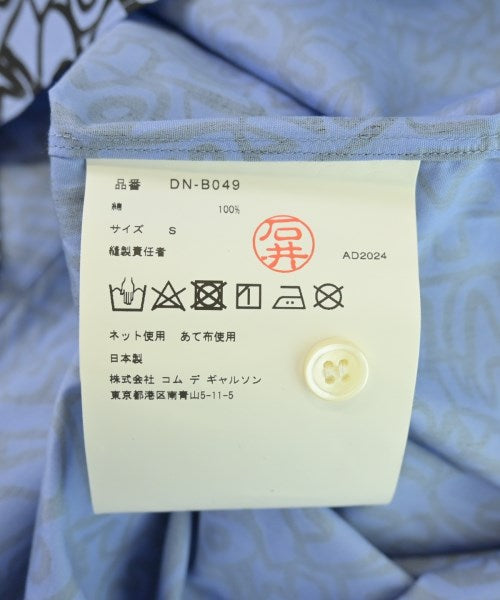 品番 DN-B049
綿 100%
サイズ S
縫製責任者
石井
AD2024
ネット使用 あて布使用
日本製
株式会社 コム デ ギャルソン
東京都港区南青山5-11-5